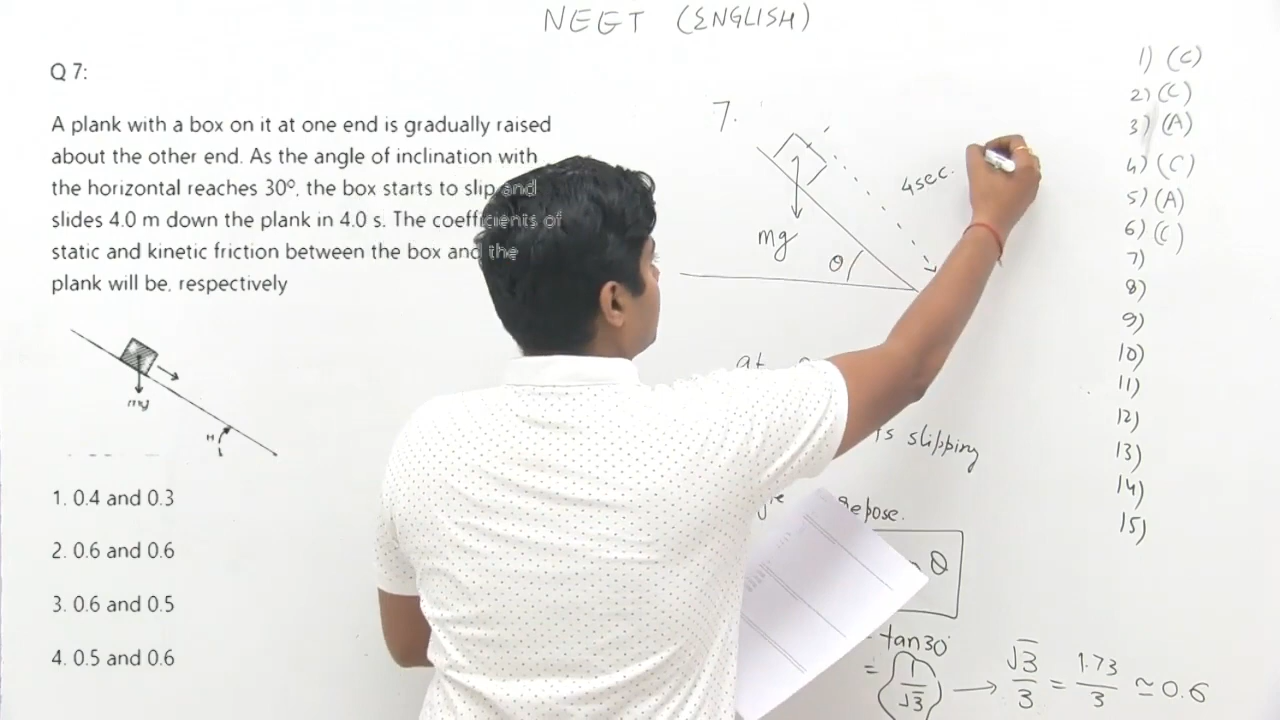 NEET (ENGLISH)
Q 7:
A plank with a box on it at one end is gradually raised
about the other end. As the angle of inclination with
the horizontal reaches 30º, the box starts to slip and
slides 4.0 m down the plank in 4.0 s. The coefficients of
static and kinetic friction between the box and the
plank will be, respectively
mg
1. 0.4 and 0.3
2. 0.6 and 0.6
3. 0.6 and 0.5
4. 0.5 and 0.6
7.
4sec.
mg
θ
at
is slipping
repose.
θ
= tan30°
= 1/√3 → √3/3 = 1.73/3 ≃ 0.6
1) (C)
2) (C)
3) (A)
4) (C)
5) (A)
6) (C)
7)
8)
9)
10)
11)
12)
13)
14)
15)